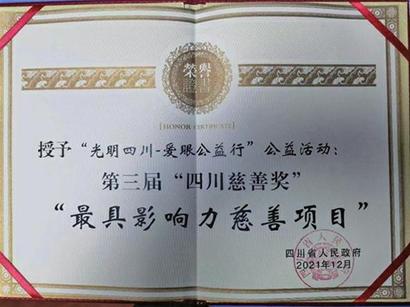 荣誉
证书
[HONOR CERTIFICATE]
授予“光明四川-爱眼公益行”公益活动：
第三届“四川慈善奖”
“最具影响力慈善项目”
四川省人民政府
2021年12月